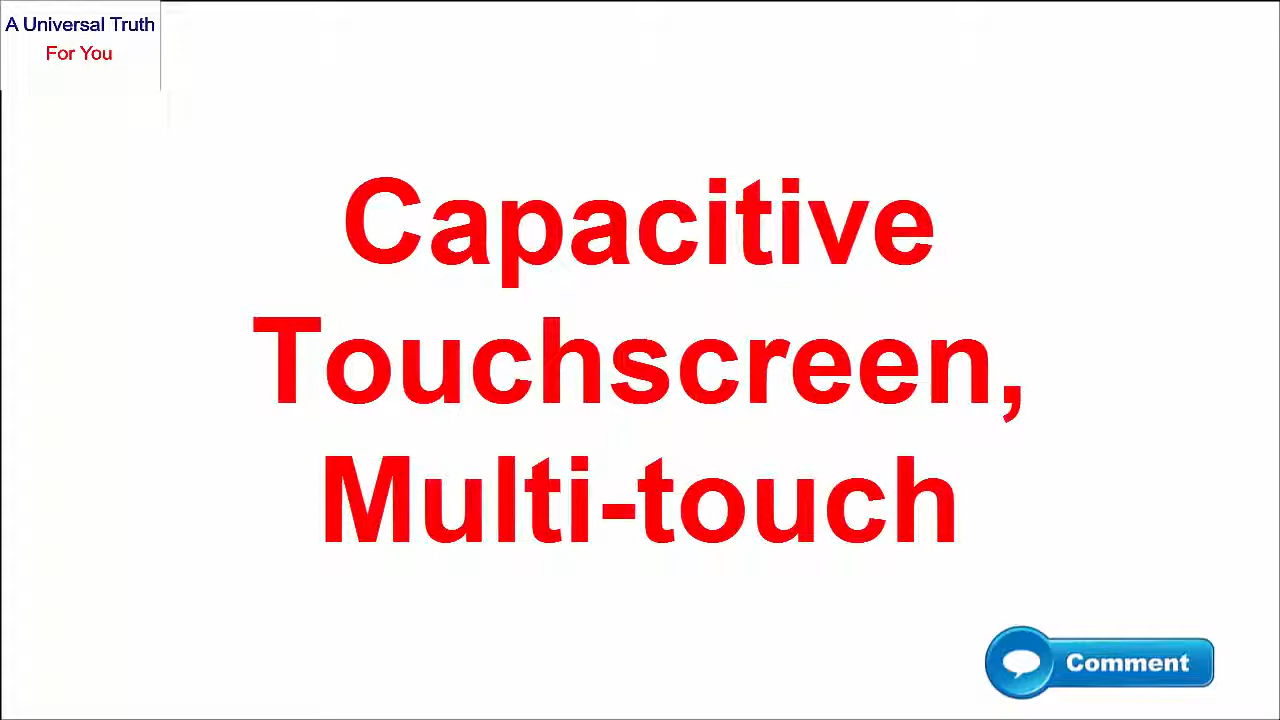 A Universal Truth
For You
Capacitive
Touchscreen,
Multi-touch
Comment